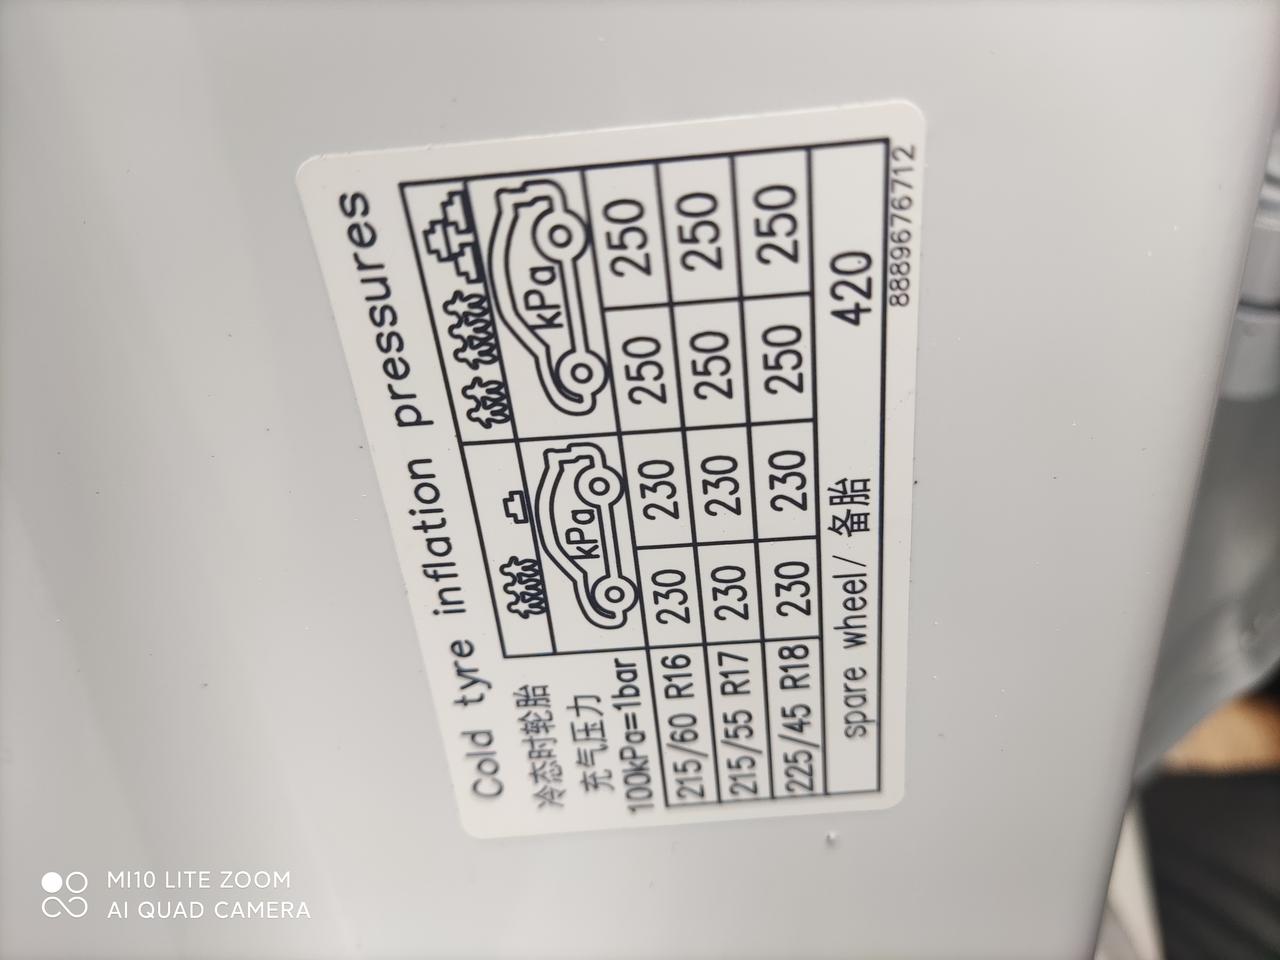 Cold tyre inflation pressures
冷态时轮胎
充气压力
100kPa=1bar
kPa kPa
215/60 R16 230 230 250 250
215/55 R17 230 230 250 250
225/45 R18 230 230 250 250
spare wheel/备胎 420
8889676712
MI10 LITE ZOOM
AI QUAD CAMERA